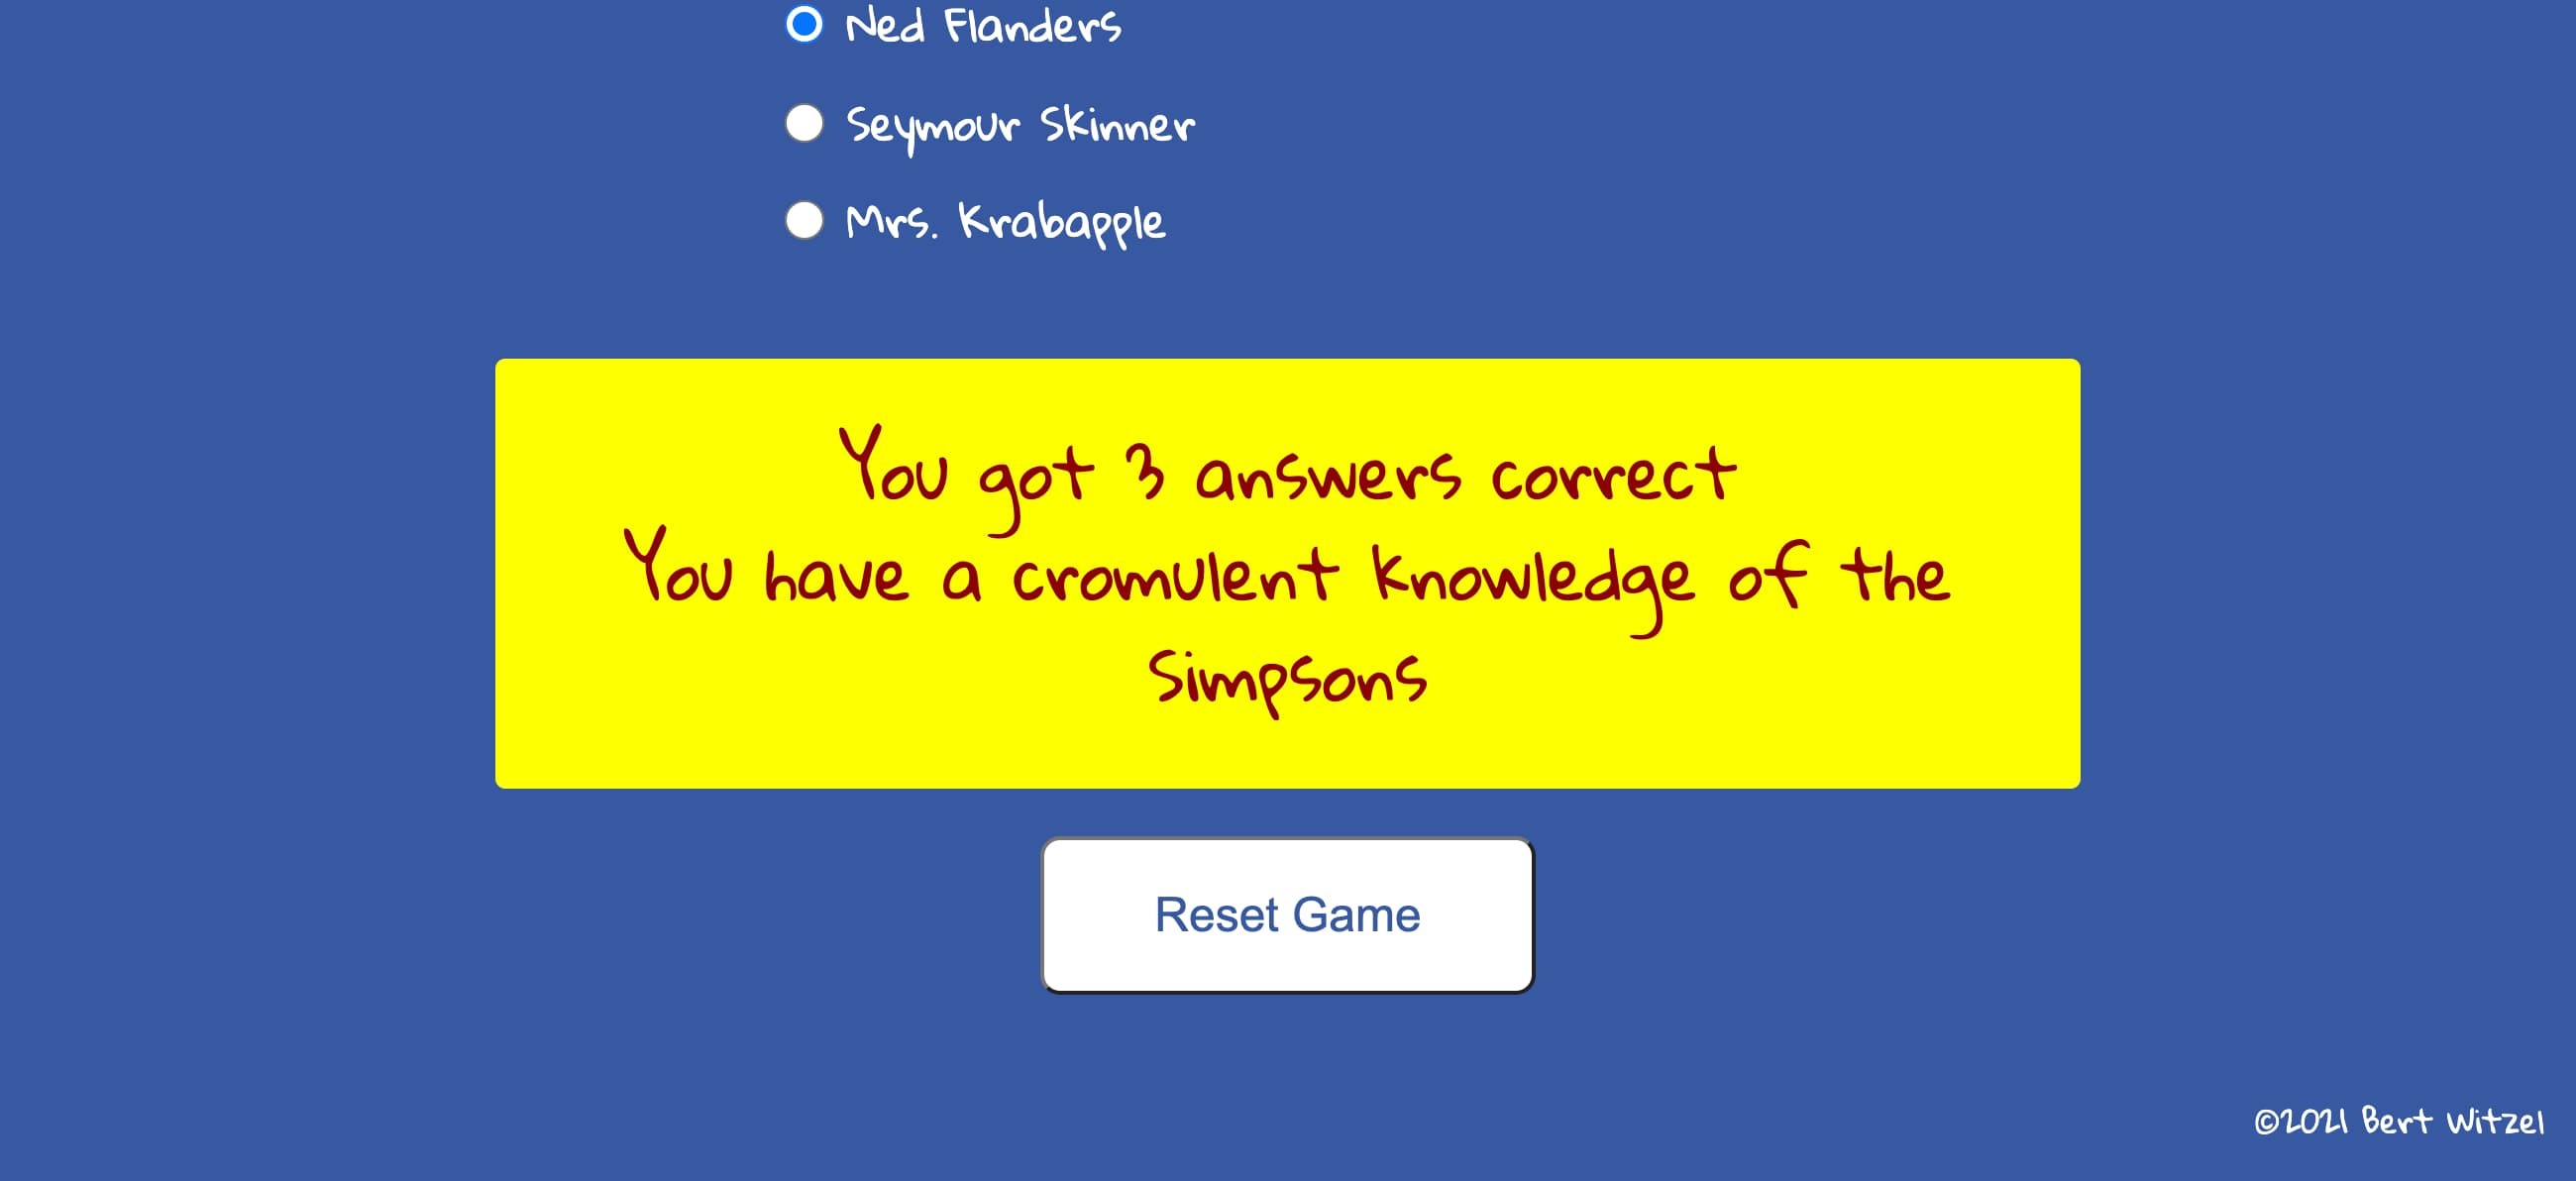 Ned Flanders
Seymour Skinner
Mrs. Krabapple
You got 3 answers correct
You have a cromulent knowledge of the
Simpsons
Reset Game
©2021 Bert Witzel